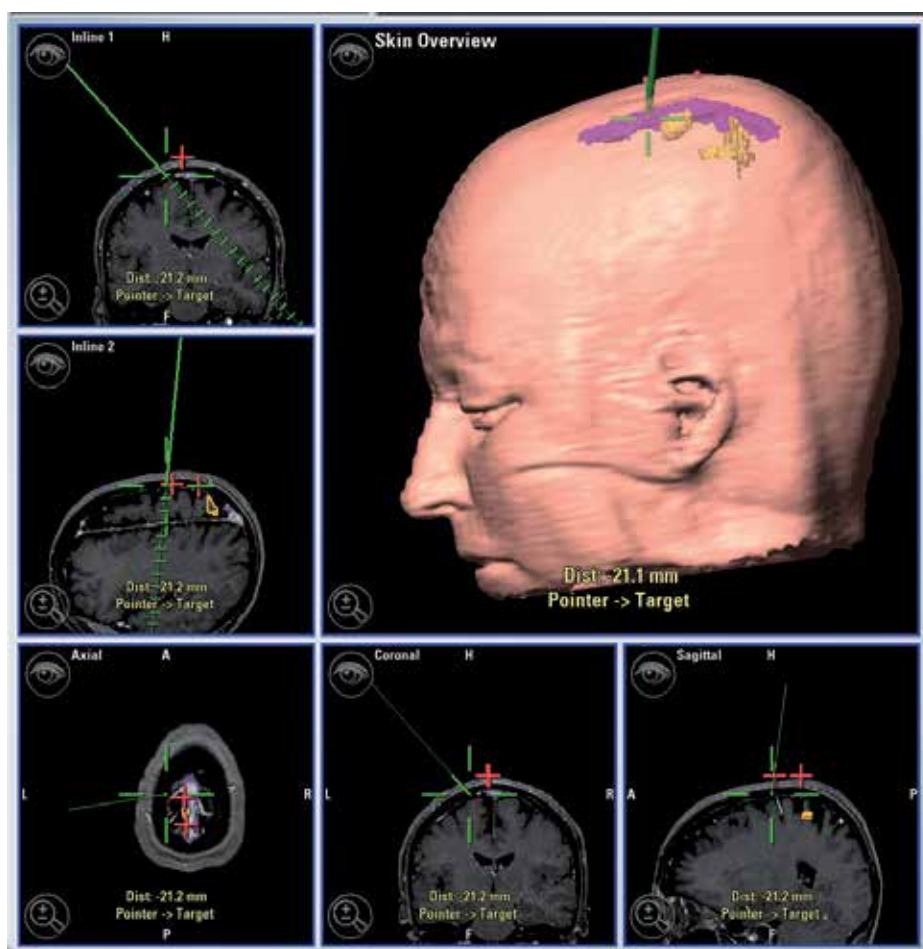 Inline 1 H
Dist: -21.2 mm
Pointer -> Target
F
Skin Overview
Dist: -21.1 mm
Pointer -> Target
Inline 2
Dist: -21.2 mm
Pointer -> Target
Axial A
L R
Dist: -21.2 mm
Pointer -> Target
P
Coronal H
L R
Dist: -21.2 mm
Pointer -> Target
F
Sagittal H
A P
Dist: -21.2 mm
Pointer -> Target
F